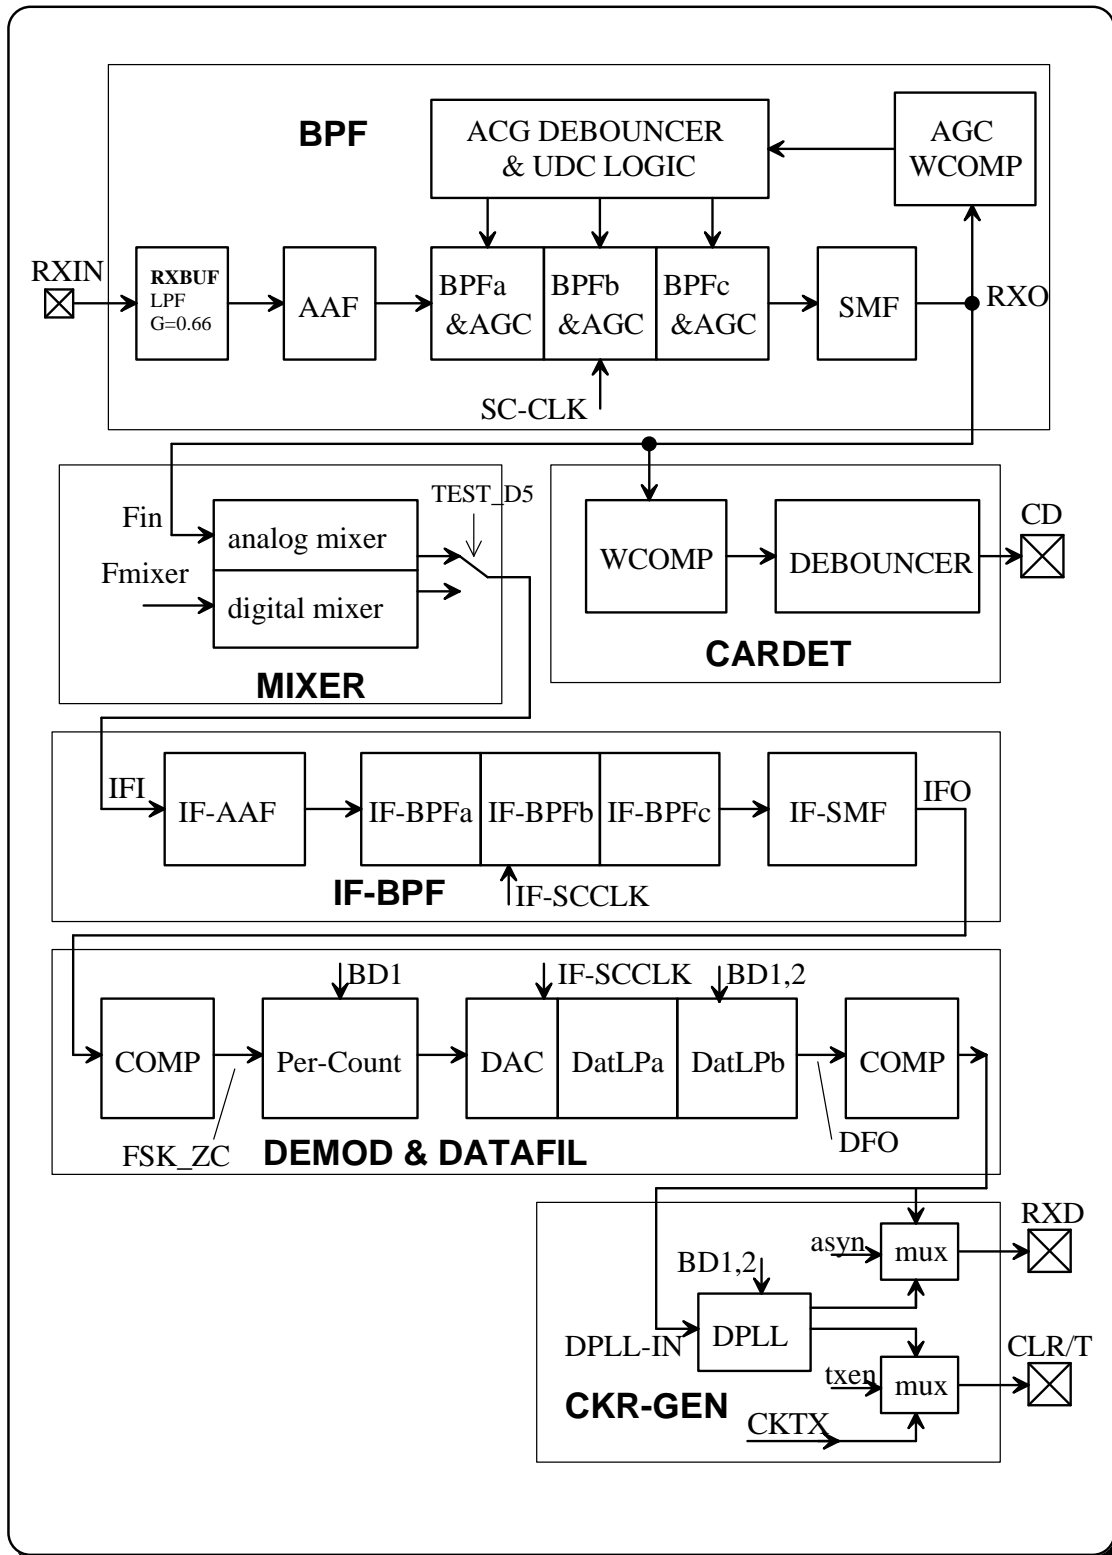 BPF
ACG DEBOUNCER
& UDC LOGIC
AGC
WCOMP
RXIN
RXBUF
LPF
G=0.66
AAF
BPFa
&AGC
BPFb
&AGC
BPFc
&AGC
SMF
RXO
SC-CLK
TEST_D5
Fin
analog mixer
Fmixer
digital mixer
MIXER
WCOMP
DEBOUNCER
CD
CARDET
IFI
IF-AAF
IF-BPFa
IF-BPFb
IF-BPFc
IF-SMF
IFO
IF-BPF
IF-SCCLK
BD1
IF-SCCLK
BD1,2
COMP
Per-Count
DAC
DatLPa
DatLPb
COMP
FSK_ZC
DEMOD & DATAFIL
DFO
RXD
asyn
mux
BD1,2
DPLL-IN
DPLL
CLR/T
txen
mux
CKR-GEN
CKTX